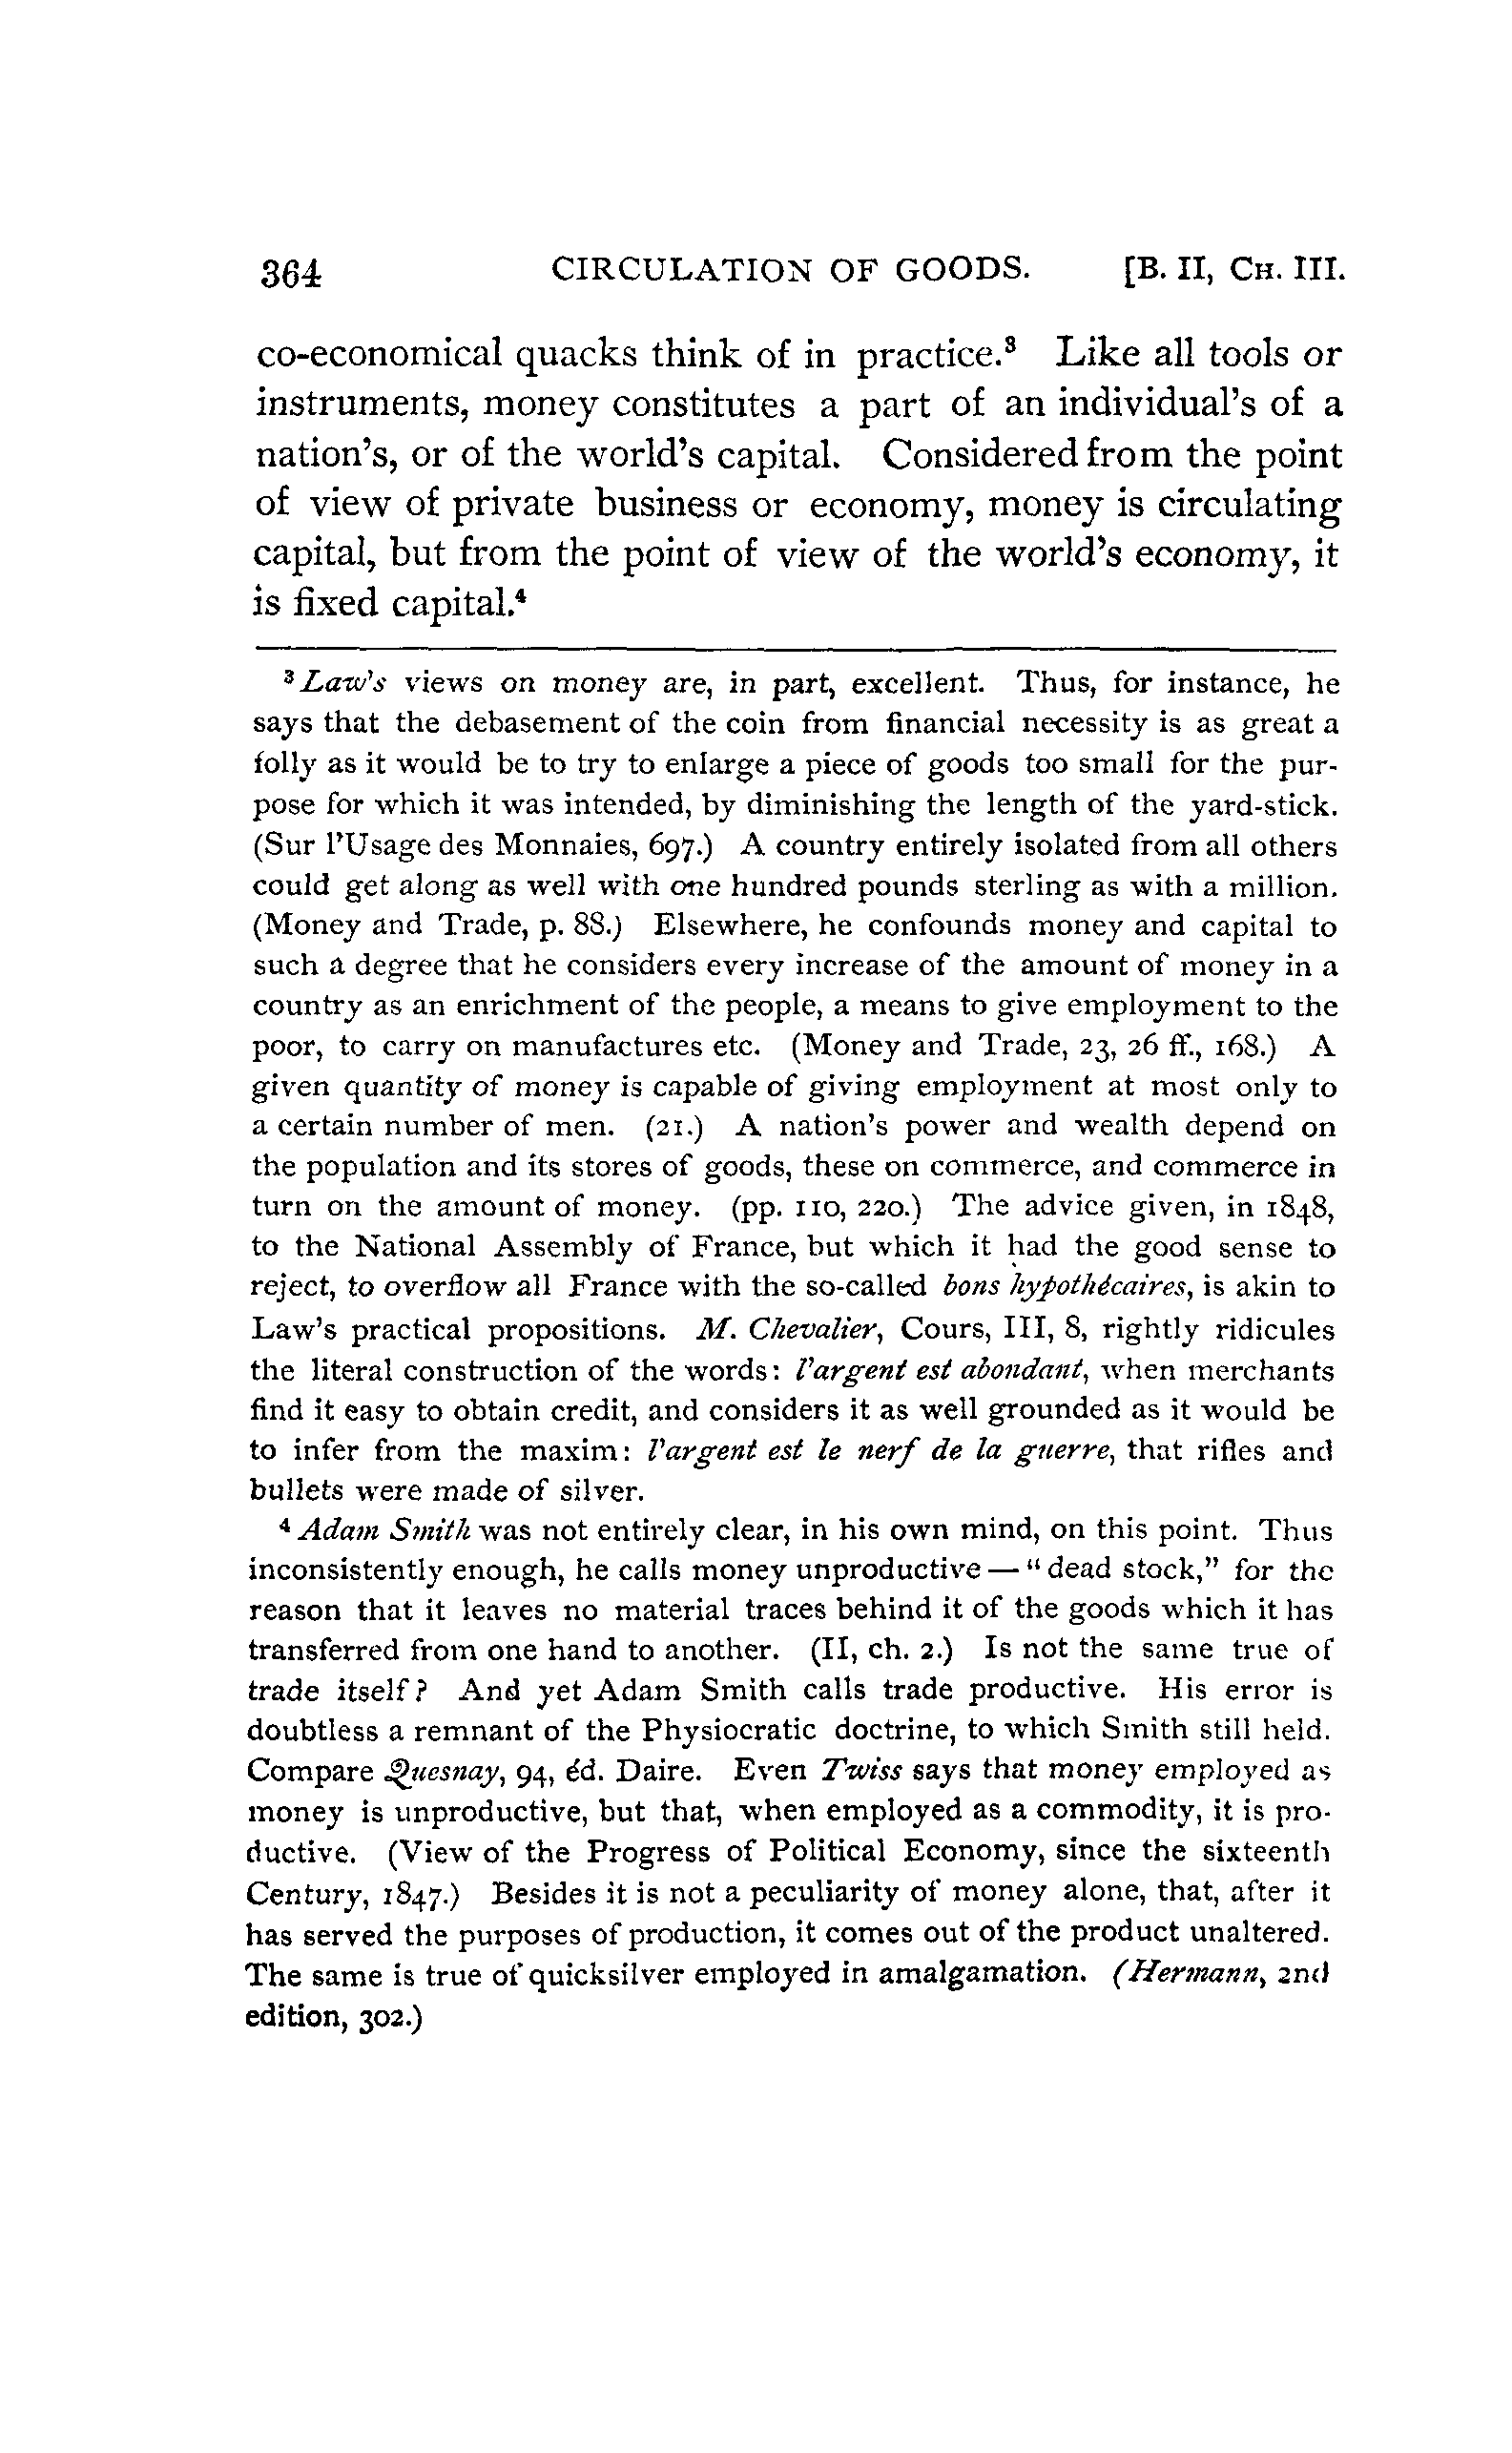 364 CIRCULATION OF GOODS. [B. II, CH. III.
co-economical quacks think of in practice.³ Like all tools or
instruments, money constitutes a part of an individual's of a
nation's, or of the world's capital. Considered from the point
of view of private business or economy, money is circulating
capital, but from the point of view of the world's economy, it
is fixed capital.⁴
³ Law's views on money are, in part, excellent. Thus, for instance, he
says that the debasement of the coin from financial necessity is as great a
folly as it would be to try to enlarge a piece of goods too small for the pur-
pose for which it was intended, by diminishing the length of the yard-stick.
(Sur l'Usage des Monnaies, 697.) A country entirely isolated from all others
could get along as well with one hundred pounds sterling as with a million.
(Money and Trade, p. 88.) Elsewhere, he confounds money and capital to
such a degree that he considers every increase of the amount of money in a
country as an enrichment of the people, a means to give employment to the
poor, to carry on manufactures etc. (Money and Trade, 23, 26 ff., 168.) A
given quantity of money is capable of giving employment at most only to
a certain number of men. (21.) A nation's power and wealth depend on
the population and its stores of goods, these on commerce, and commerce in
turn on the amount of money. (pp. 110, 220.) The advice given, in 1848,
to the National Assembly of France, but which it had the good sense to
reject, to overflow all France with the so-called bons hypothécaires, is akin to
Law's practical propositions. M. Chevalier, Cours, III, 8, rightly ridicules
the literal construction of the words: l'argent est abondant, when merchants
find it easy to obtain credit, and considers it as well grounded as it would be
to infer from the maxim: l'argent est le nerf de la guerre, that rifles and
bullets were made of silver.
⁴ Adam Smith was not entirely clear, in his own mind, on this point. Thus
inconsistently enough, he calls money unproductive — "dead stock," for the
reason that it leaves no material traces behind it of the goods which it has
transferred from one hand to another. (II, ch. 2.) Is not the same true of
trade itself? And yet Adam Smith calls trade productive. His error is
doubtless a remnant of the Physiocratic doctrine, to which Smith still held.
Compare Quesnay, 94, éd. Daire. Even Twiss says that money employed as
money is unproductive, but that, when employed as a commodity, it is pro-
ductive. (View of the Progress of Political Economy, since the sixteenth
Century, 1847.) Besides it is not a peculiarity of money alone, that, after it
has served the purposes of production, it comes out of the product unaltered.
The same is true of quicksilver employed in amalgamation. (Hermann, 2nd
edition, 302.)